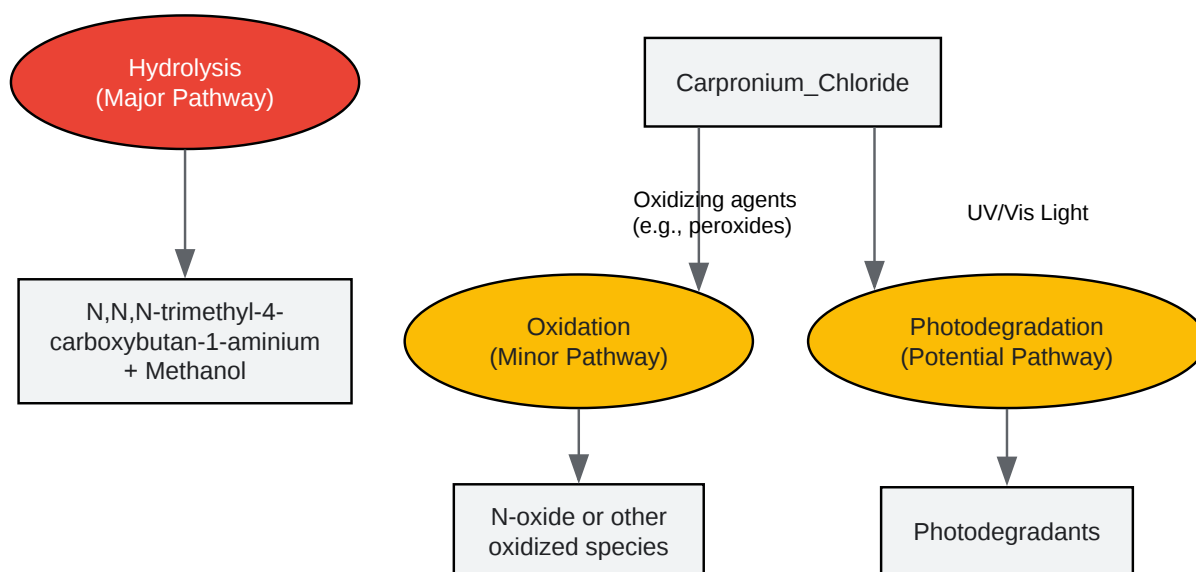 Hydrolysis
(Major Pathway)
Carpronium_Chloride
Oxidizing agents
(e.g., peroxides)
UV/Vis Light
N,N,N-trimethyl-4-
carboxybutan-1-aminium
+ Methanol
Oxidation
(Minor Pathway)
Photodegradation
(Potential Pathway)
N-oxide or other
oxidized species
Photodegradants